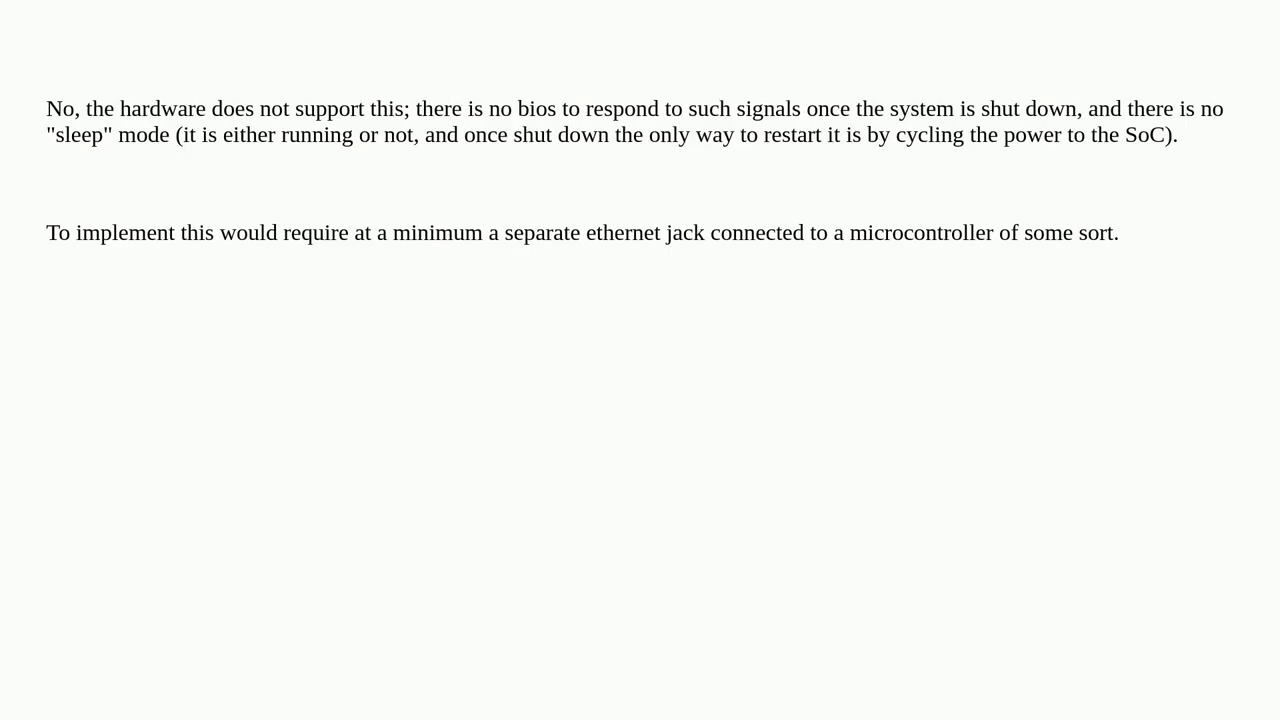 No, the hardware does not support this; there is no bios to respond to such signals once the system is shut down, and there is no
"sleep" mode (it is either running or not, and once shut down the only way to restart it is by cycling the power to the SoC).
To implement this would require at a minimum a separate ethernet jack connected to a microcontroller of some sort.